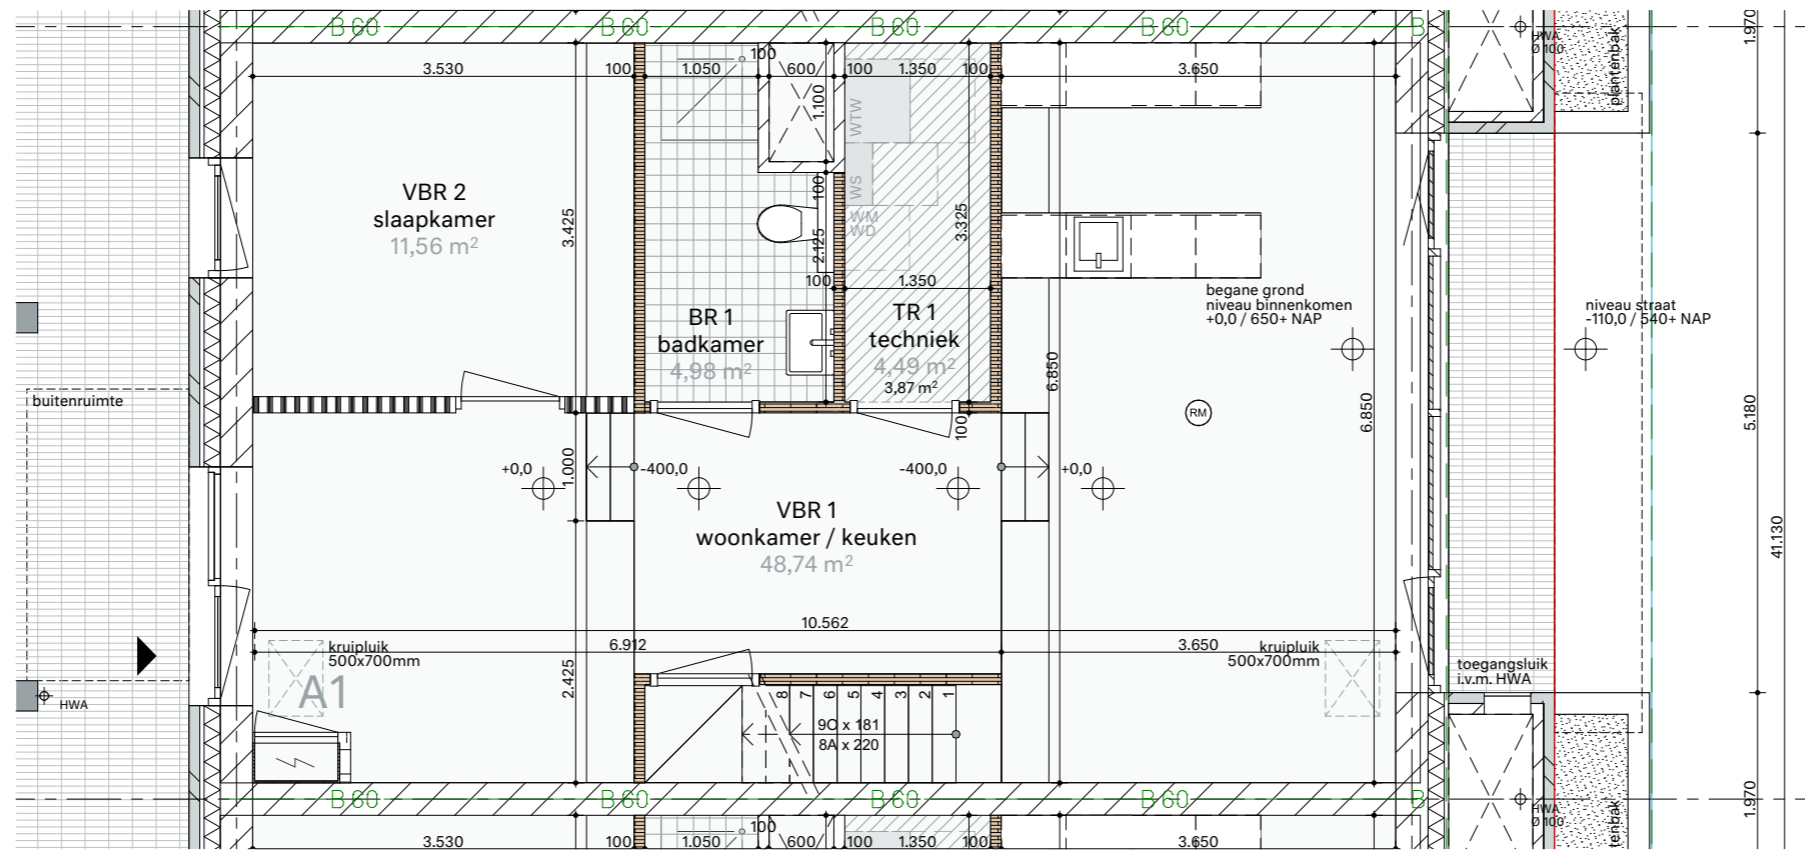 B 60
B 60
B 60
B 60
B
1.970
HWA
Ø 100
plantenbak
3.530
100
1.050
100
600
100
1.350
100
3.650
1.100
WTW
WS
WM
WD
100
2.125
100
1.350
3.325
3.425
VBR 2
slaapkamer
11,56 m²
BR 1
badkamer
4,98 m²
TR 1
techniek
4,49 m²
3,87 m²
begane grond
niveau binnenkomen
+0,0 / 650+ NAP
niveau straat
-110,0 / 540+ NAP
6.850
6.850
RM
5.180
buitenruimte
100
1.000
+0,0
-400,0
-400,0
+0,0
VBR 1
woonkamer / keuken
48,74 m²
41.130
10.562
6.912
3.650
kruipluik
500x700mm
kruipluik
500x700mm
toegangsluik
i.v.m. HWA
2.425
A1
HWA
8 7 6 5 4 3 2 1
9O x 181
8A x 220
B 60
B 60
B 60
B 60
B
1.970
HWA
Ø 100
tenbak
3.530
100
1.050
100
600
100
1.350
100
3.650